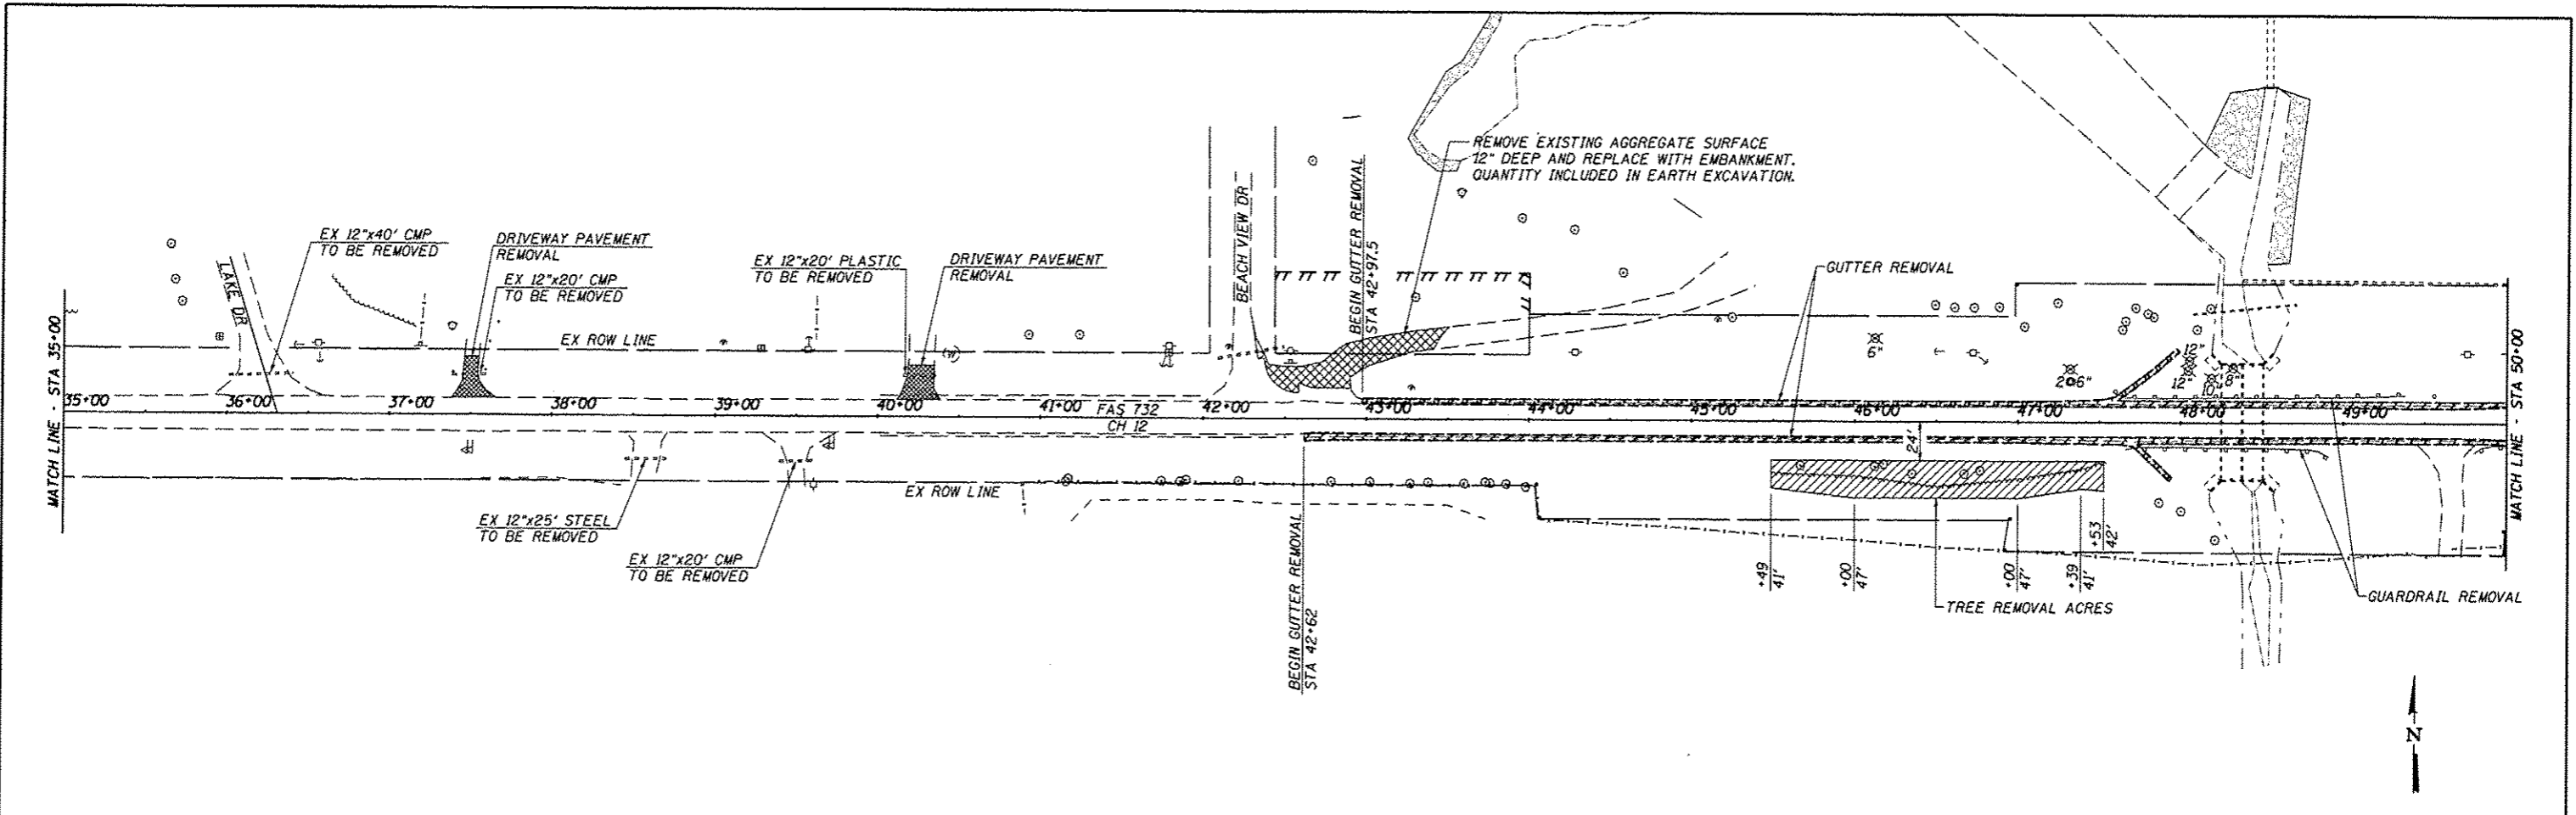 REMOVE EXISTING AGGREGATE SURFACE
12" DEEP AND REPLACE WITH EMBANKMENT.
QUANTITY INCLUDED IN EARTH EXCAVATION.
EX 12"x40' CMP
TO BE REMOVED
DRIVEWAY PAVEMENT
REMOVAL
EX 12"x20' CMP
TO BE REMOVED
EX 12"x20' PLASTIC
TO BE REMOVED
DRIVEWAY PAVEMENT
REMOVAL
LAKE DR
BEACH VIEW DR
BEGIN GUTTER REMOVAL
STA 42+97.5
GUTTER REMOVAL
MATCH LINE - STA 35+00
EX ROW LINE
6"
2@6"
12"
12"
10"
8"
35+00
36+00
37+00
38+00
39+00
40+00
41+00
42+00
43+00
44+00
45+00
46+00
47+00
48+00
49+00
FAS 732
CH 12
MATCH LINE - STA 50+00
24'
EX ROW LINE
EX 12"x25' STEEL
TO BE REMOVED
EX 12"x20' CMP
TO BE REMOVED
BEGIN GUTTER REMOVAL
STA 42+62
+49
41'
+00
47'
+00
47'
+39
41'
+53
42'
TREE REMOVAL ACRES
GUARDRAIL REMOVAL
N